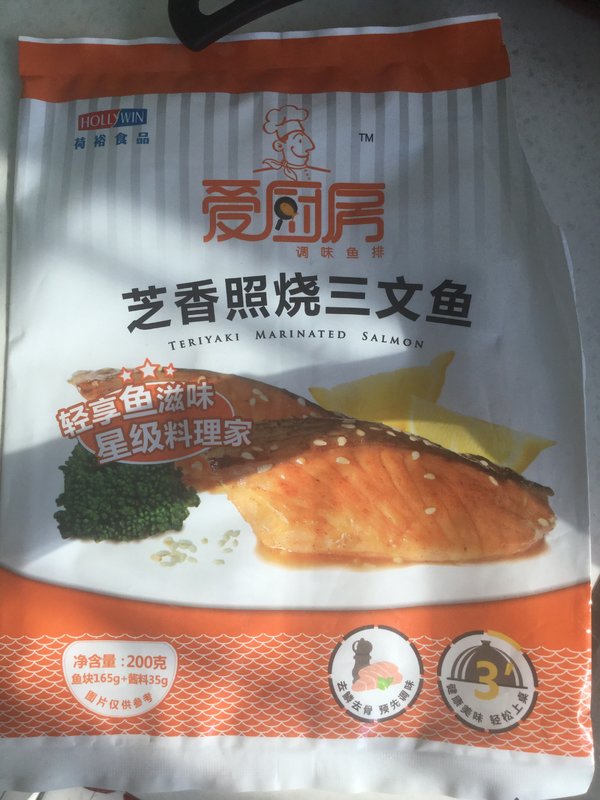 HOLLYWIN
荷裕食品
TM
爱厨房
调味鱼排
芝香照烧三文鱼
TERIYAKI MARINATED SALMON
轻享鱼滋味
星级料理家
净含量:200克
鱼块165g+酱料35g
图片仅供参考
去鳞去骨 预先调味
3'
健康美味 轻松上桌